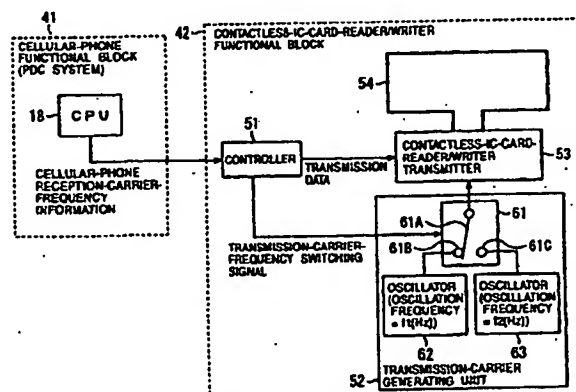 41
CELLULAR-PHONE
FUNCTIONAL BLOCK
(PDC SYSTEM)
18
CPU
CELLULAR-PHONE
RECEPTION-CARRIER-
FREQUENCY
INFORMATION
42
CONTACTLESS-IC-CARD-READER/WRITER
FUNCTIONAL BLOCK
54
51
CONTROLLER
TRANSMISSION
DATA
CONTACTLESS-IC-CARD-
READER/WRITER
TRANSMITTER
53
TRANSMISSION-CARRIER-
FREQUENCY SWITCHING
SIGNAL
61A
61
61B
61C
OSCILLATOR
(OSCILLATION
FREQUENCY
= f1(Hz))
62
OSCILLATOR
(OSCILLATION
FREQUENCY
= f2(Hz))
63
52
TRANSMISSION-CARRIER
GENERATING UNIT